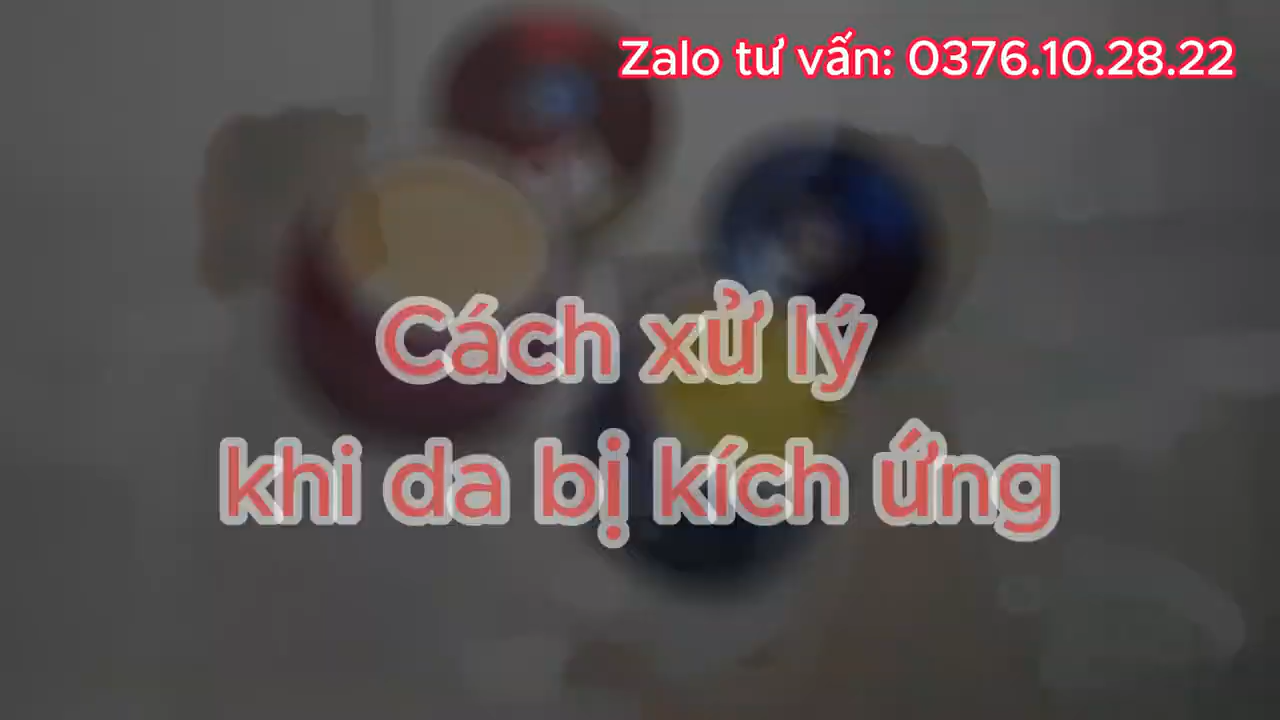 Zalo tư vấn: 0376.10.28.22
Cách xử lý
khi da bị kích ứng